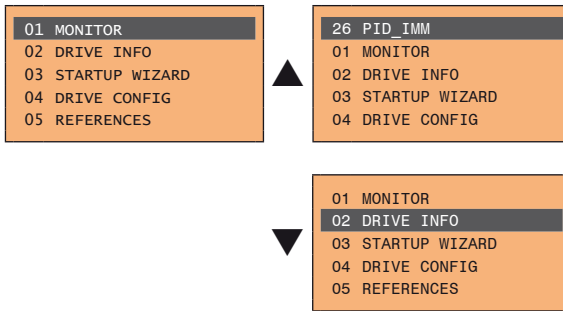 01 MONITOR
02 DRIVE INFO
03 STARTUP WIZARD
04 DRIVE CONFIG
05 REFERENCES
26 PID_IMM
01 MONITOR
02 DRIVE INFO
03 STARTUP WIZARD
04 DRIVE CONFIG
01 MONITOR
02 DRIVE INFO
03 STARTUP WIZARD
04 DRIVE CONFIG
05 REFERENCES